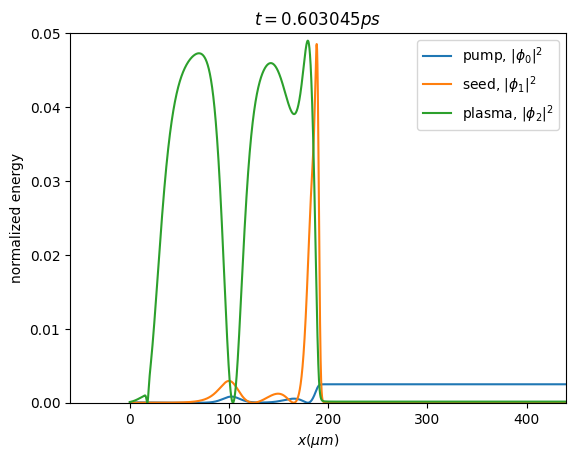 t = 0.603045ps
0.05
0.04
0.03
0.02
0.01
0.00
normalized energy
pump, |ϕ₀|²
seed, |ϕ₁|²
plasma, |ϕ₂|²
0 100 200 300 400
x(μm)